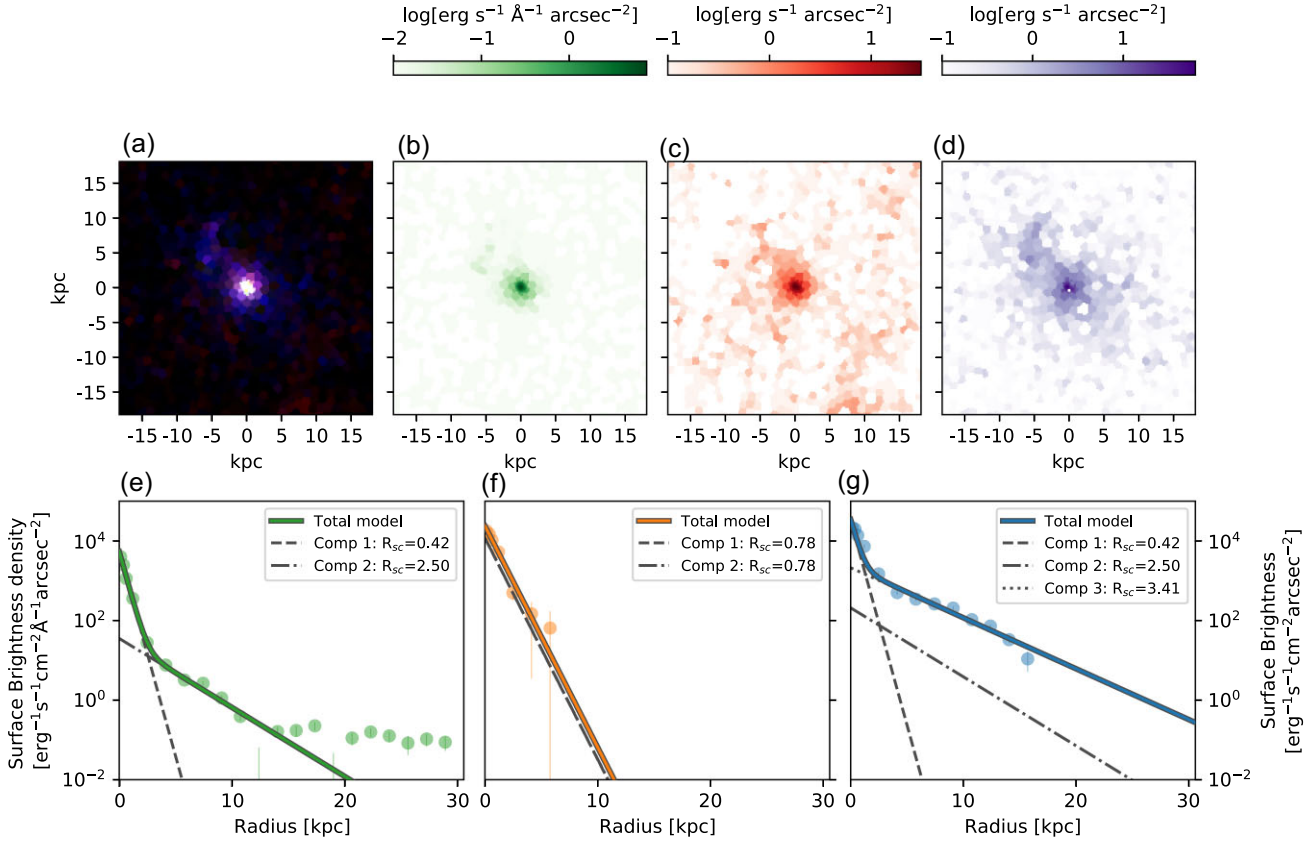 log[erg s⁻¹ Å⁻¹ arcsec⁻²] log[erg s⁻¹ arcsec⁻²] log[erg s⁻¹ arcsec⁻²]
−2 −1 0 −1 0 1 −1 0 1
(a) (b) (c) (d)
15
10
5
0
-5
-10
-15
kpc
-15 -10 -5 0 5 10 15 -15 -10 -5 0 5 10 15 -15 -10 -5 0 5 10 15 -15 -10 -5 0 5 10 15
kpc kpc kpc kpc
(e) (f) (g)
Surface Brightness density
[erg⁻¹s⁻¹cm⁻²Å⁻¹arcsec⁻²]
10⁴
10²
10⁰
10⁻²
Total model
Comp 1: R_sc=0.42
Comp 2: R_sc=2.50
Total model
Comp 1: R_sc=0.78
Comp 2: R_sc=0.78
Total model
Comp 1: R_sc=0.42
Comp 2: R_sc=2.50
Comp 3: R_sc=3.41
10⁴
10²
10⁰
10⁻²
Surface Brightness
[erg⁻¹s⁻¹cm⁻²arcsec⁻²]
0 10 20 30 0 10 20 30 0 10 20 30
Radius [kpc] Radius [kpc] Radius [kpc]